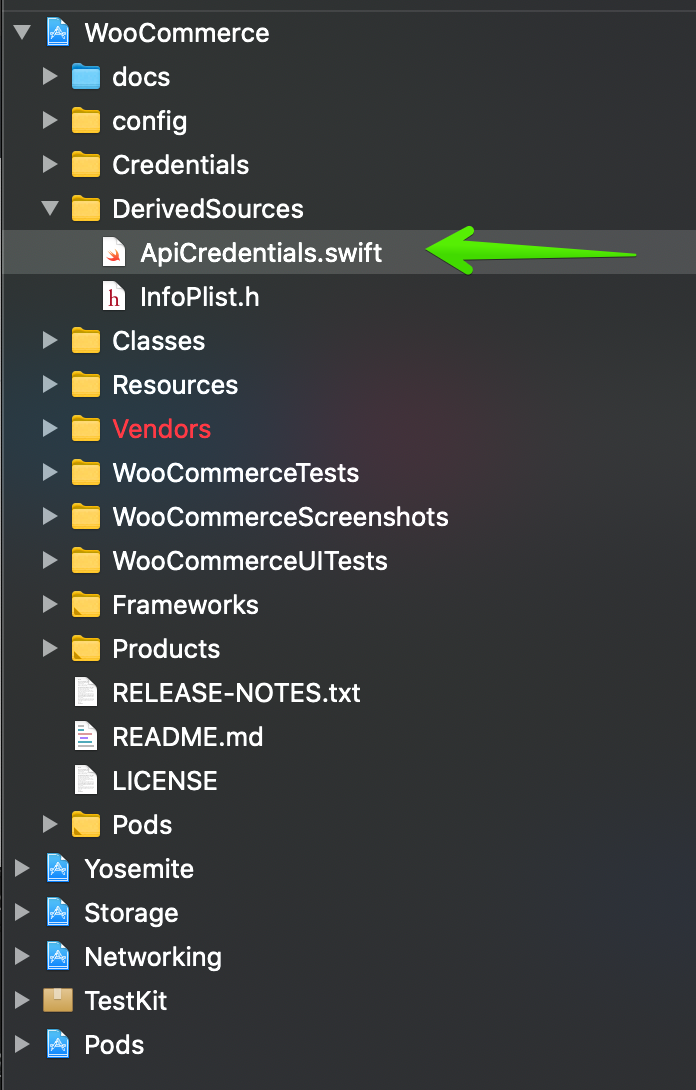 WooCommerce
docs
config
Credentials
DerivedSources
ApiCredentials.swift
InfoPlist.h
Classes
Resources
Vendors
WooCommerceTests
WooCommerceScreenshots
WooCommerceUITests
Frameworks
Products
RELEASE-NOTES.txt
README.md
LICENSE
Pods
Yosemite
Storage
Networking
TestKit
Pods